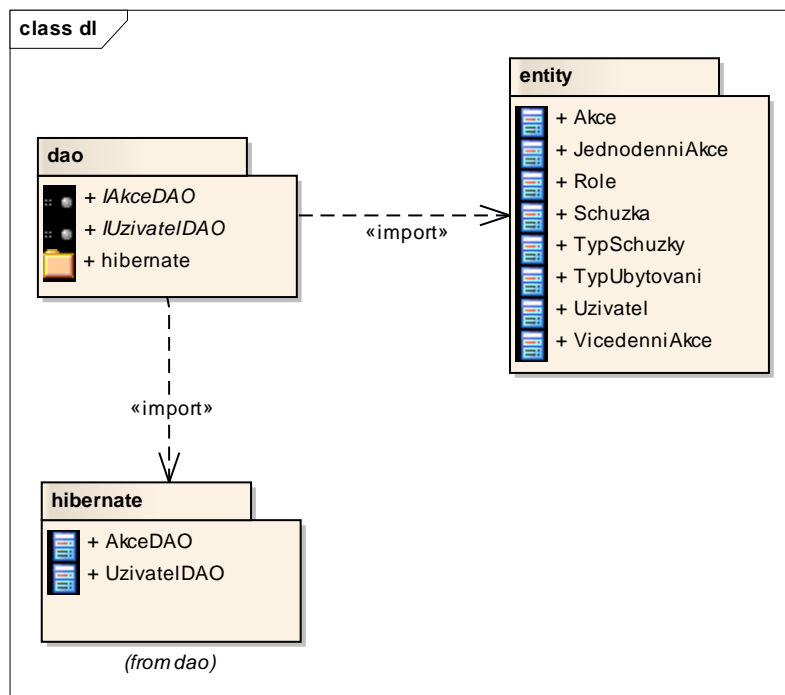 class dl
entity
+ Akce
+ JednodenniAkce
+ Role
+ Schuzka
+ TypSchuzky
+ TypUbytovani
+ Uzivatel
+ VicedenniAkce
dao
+ IAkceDAO
+ IUzivatelDAO
+ hibernate
«import»
«import»
hibernate
+ AkceDAO
+ UzivatelDAO
(from dao)